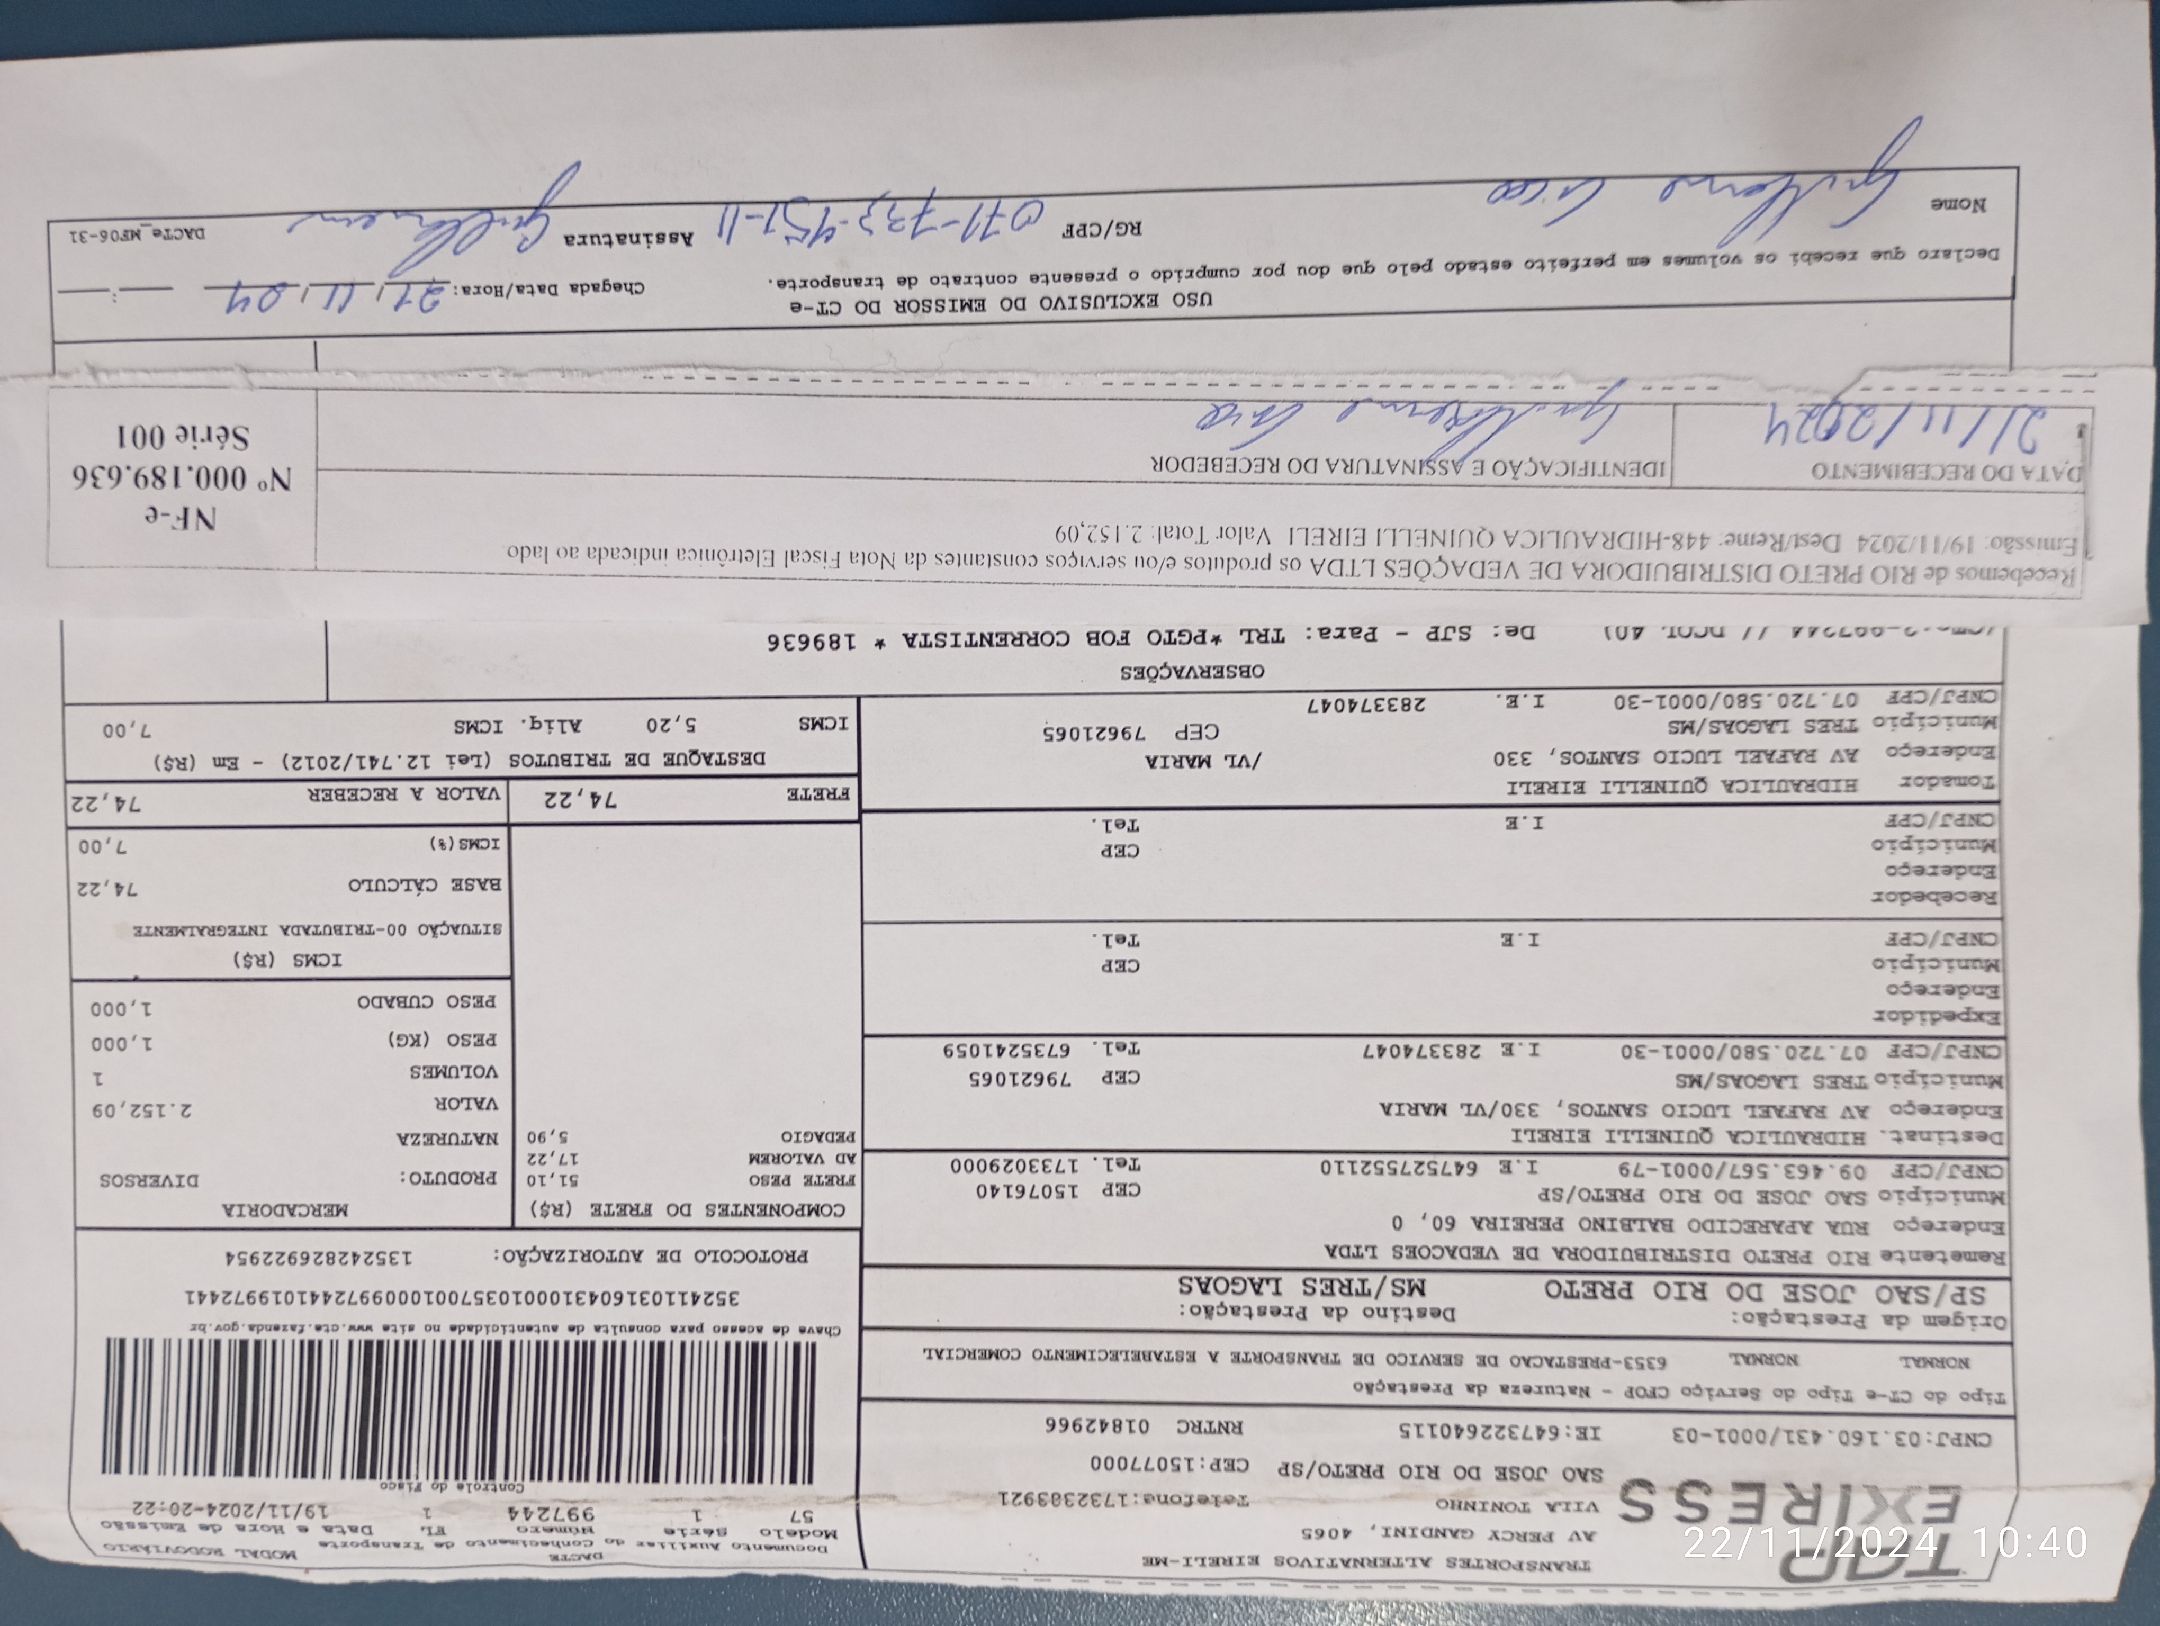 TRANSPORTES ALTERNATIVOS EIRELI-ME
AV PERCY GANDINI, 4065
VILA TONINHO Telefone:1732383921
SAO JOSE DO RIO PRETO/SP CEP:15077000
CNPJ:03.160.431/0001-03 IE:647322640115 RNTRC 01842966
EXPRESS
DACTE MODAL RODOVIÁRIO
Documento Auxiliar do Conhecimento de Transporte
Modelo Série Número FL Data e Hora de Emissão
57 1 997244 1 19/11/2024-20:22
Controle do Fisco
Tipo do CT-e Tipo do Serviço CFOP - Natureza da Prestação
NORMAL NORMAL 6353-PRESTACAO DE SERVICO DE TRANSPORTE A ESTABELECIMENTO COMERCIAL
Chave de acesso para consulta de autenticidade no site www.cte.fazenda.gov.br
35241103160431000103570010009972441019972441
Origem da Prestação: Destino da Prestação:
SP/SAO JOSE DO RIO PRETO MS/TRES LAGOAS
PROTOCOLO DE AUTORIZAÇÃO: 135242826922954
Remetente RIO PRETO DISTRIBUIDORA DE VEDACOES LTDA
Endereço RUA APARECIDO BALBINO PEREIRA 60, 0
Município SAO JOSE DO RIO PRETO/SP CEP 15076140
CNPJ/CPF 09.463.567/0001-79 I.E 647527552110 Tel. 1733029000
Destinat. HIDRAULICA QUINELLI EIRELI
Endereço AV RAFAEL LUCIO SANTOS, 330/VL MARIA
Município TRES LAGOAS/MS CEP 79621065
CNPJ/CPF 07.720.580/0001-30 I.E 283374047 Tel. 6735241059
Expedidor
Endereço
Município CEP
CNPJ/CPF I.E Tel.
Recebedor
Endereço
Município CEP
CNPJ/CPF I.E Tel.
Tomador HIDRAULICA QUINELLI EIRELI
Endereço AV RAFAEL LUCIO SANTOS, 330 /VL MARIA
Município TRES LAGOAS/MS CEP 79621065
CNPJ/CPF 07.720.580/0001-30 I.E. 283374047
COMPONENTES DO FRETE (R$)
FRETE PESO 51,10
AD VALOREM 17,22
PEDAGIO 5,90
MERCADORIA
PRODUTO: DIVERSOS
NATUREZA
VALOR 2.152,09
VOLUMES 1
PESO (KG) 1,000
PESO CUBADO 1,000
ICMS (R$)
SITUAÇÃO 00-TRIBUTADA INTEGRALMENTE
BASE CÁLCULO 74,22
ICMS(%) 7,00
FRETE 74,22 VALOR A RECEBER 74,22
DESTAQUE DE TRIBUTOS (Lei 12.741/2012) - Em (R$)
ICMS 5,20 Aliq. ICMS 7,00
OBSERVAÇÕES
De: SJP - Para: TRL *PGTO FOB CORRENTISTA * 189636
Recebemos de RIO PRETO DISTRIBUIDORA DE VEDAÇÕES LTDA os produtos e/ou serviços constantes da Nota Fiscal Eletrônica indicada ao lado
Emissão: 19/11/2024 Dest/Reme: 448-HIDRAULICA QUINELLI EIRELI Valor Total: 2.152,09
DATA DO RECEBIMENTO IDENTIFICAÇÃO E ASSINATURA DO RECEBEDOR
21/11/2024 Guilherme
NF-e
Nº 000.189.636
Série 001
USO EXCLUSIVO DO EMISSOR DO CT-e
Declaro que recebi os volumes em perfeito estado pelo que dou por cumprido o presente contrato de transporte.
Chegada Data/Hora: 21/11/24 :
Nome Guilherme RG/CPF Assinatura Guilherme
DACTe_MF06-31
22/11/2024 10:40